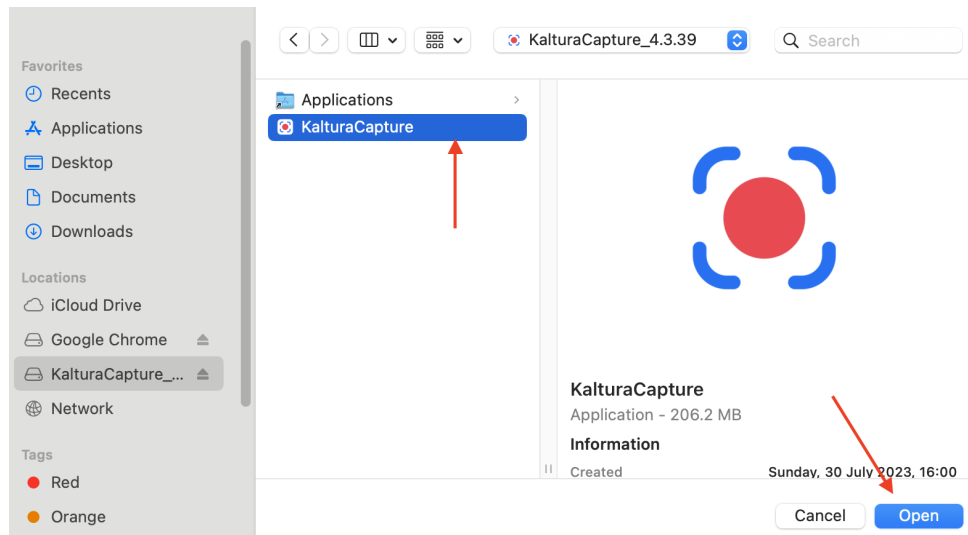 KalturaCapture_4.3.39
Search
Favorites
Recents
Applications
Desktop
Documents
Downloads
Locations
iCloud Drive
Google Chrome
KalturaCapture_...
Network
Tags
Red
Orange
Applications
KalturaCapture
KalturaCapture
Application - 206.2 MB
Information
Created Sunday, 30 July 2023, 16:00
Cancel Open